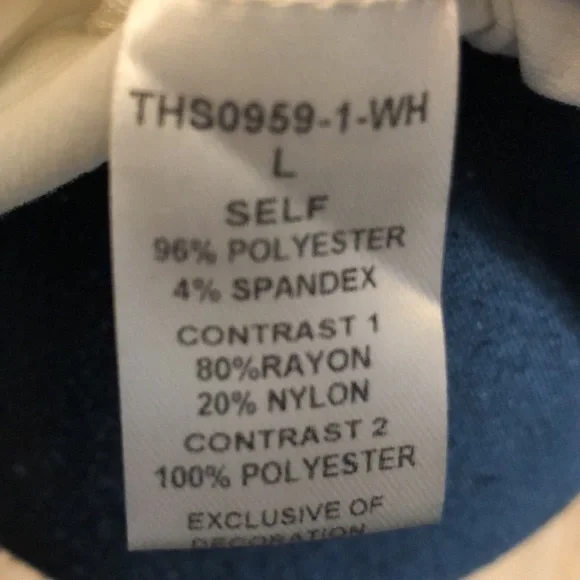 THS0959-1-WH
L
SELF
96% POLYESTER
4% SPANDEX
CONTRAST 1
80%RAYON
20% NYLON
CONTRAST 2
100% POLYESTER
EXCLUSIVE OF
DECORATION